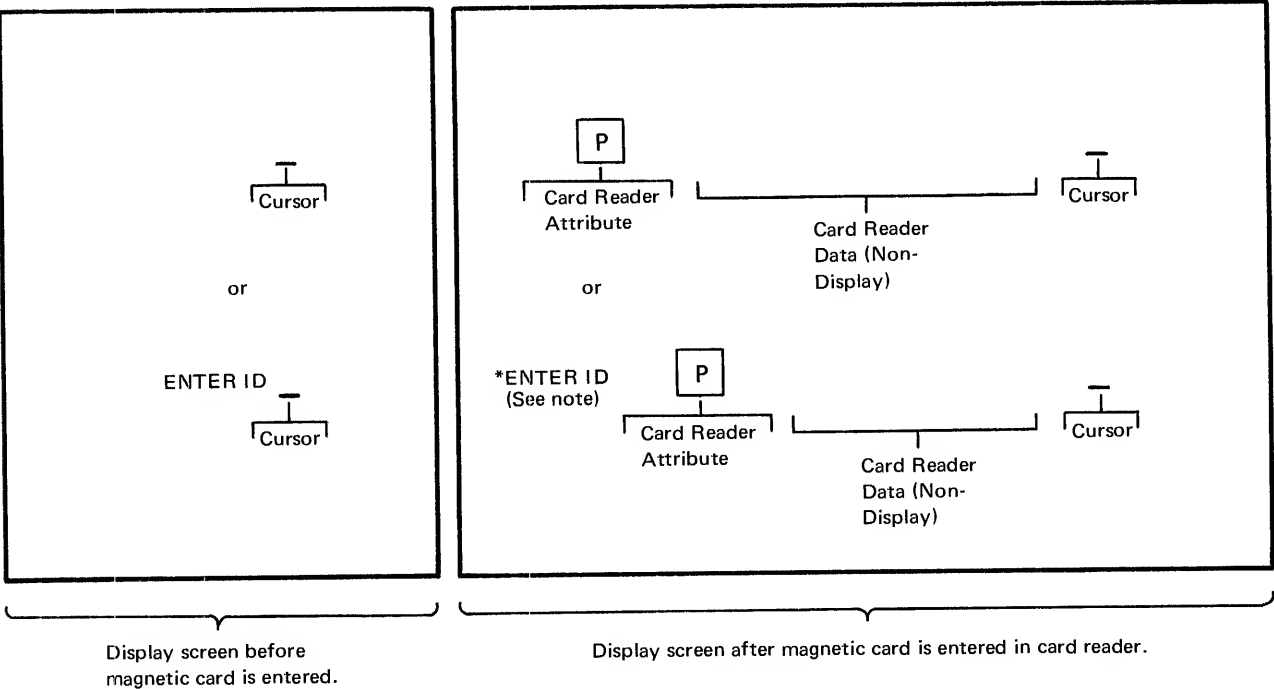 Cursor
or
ENTER ID
Cursor
Display screen before
magnetic card is entered.
P
Card Reader
Attribute
Card Reader
Data (Non-
Display)
Cursor
or
*ENTER ID
(See note)
P
Card Reader
Attribute
Card Reader
Data (Non-
Display)
Cursor
Display screen after magnetic card is entered in card reader.